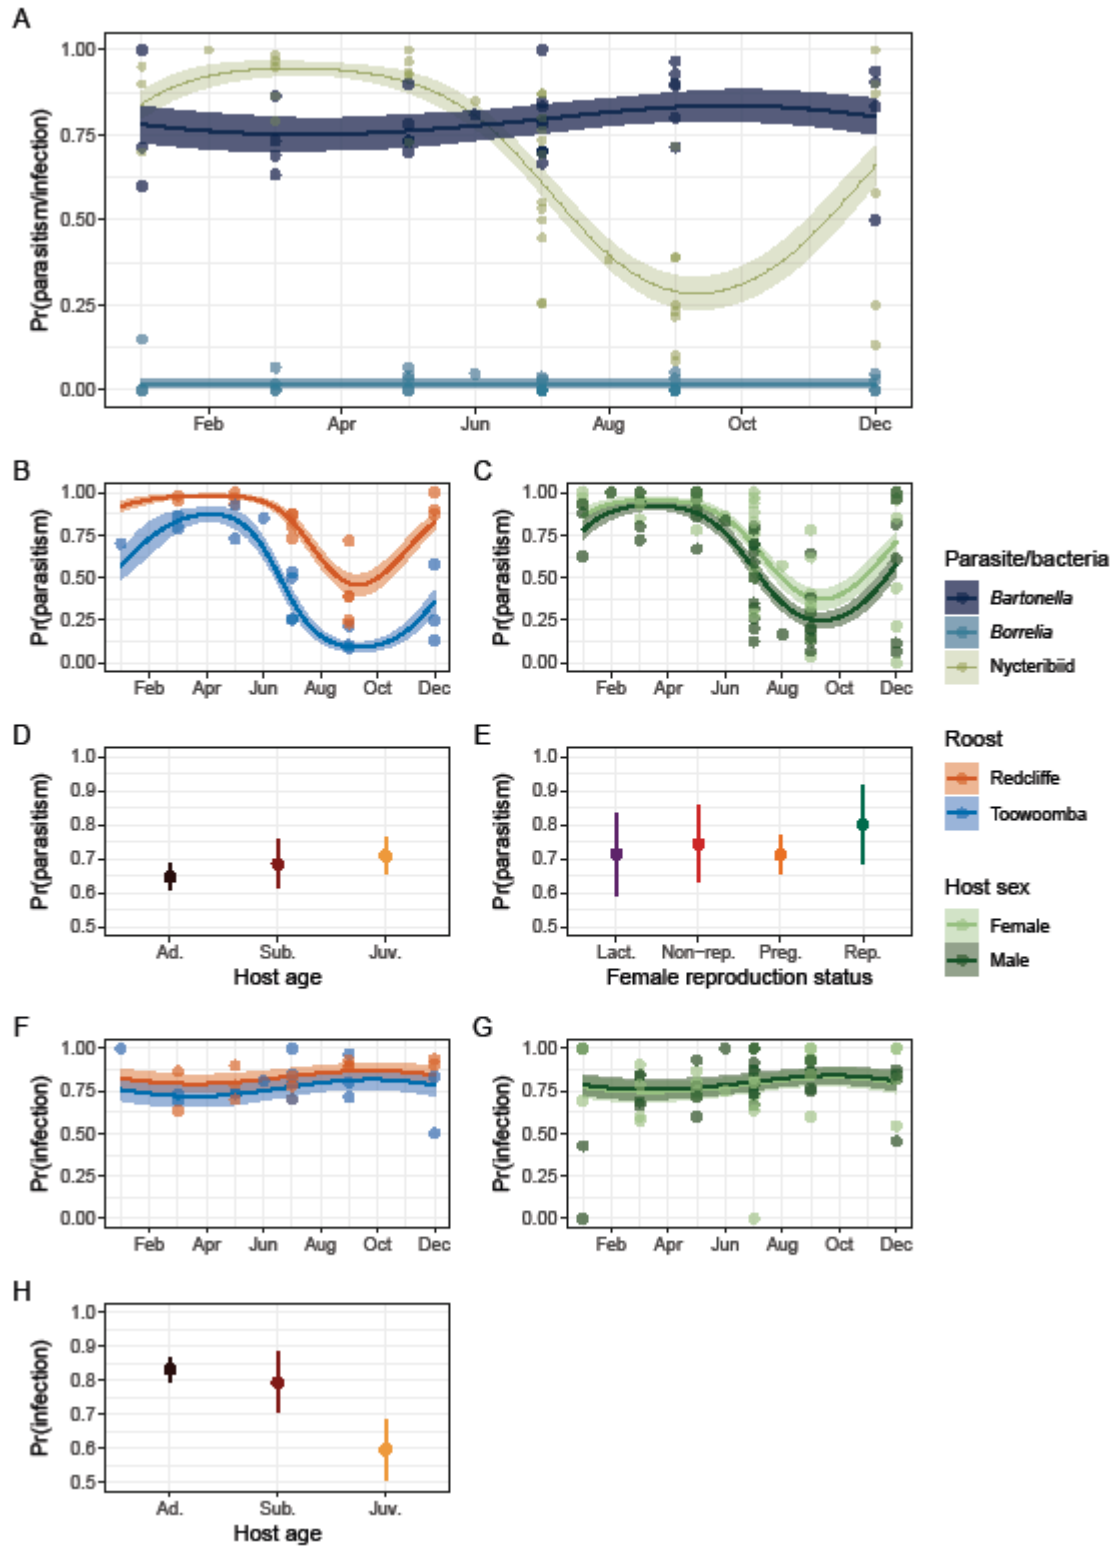 A
Pr(parasitism/infection)
1.00
0.75
0.50
0.25
0.00
Feb Apr Jun Aug Oct Dec
B
Pr(parasitism)
1.00
0.75
0.50
0.25
0.00
Feb Apr Jun Aug Oct Dec
C
Pr(parasitism)
1.00
0.75
0.50
0.25
0.00
Feb Apr Jun Aug Oct Dec
Parasite/bacteria
Bartonella
Borrelia
Nycteribiid
Roost
Redcliffe
Toowoomba
Host sex
Female
Male
D
Pr(parasitism)
1.0
0.9
0.8
0.7
0.6
0.5
Ad. Sub. Juv.
Host age
E
Pr(parasitism)
1.0
0.9
0.8
0.7
0.6
0.5
Lact. Non-rep. Preg. Rep.
Female reproduction status
F
Pr(infection)
1.00
0.75
0.50
0.25
0.00
Feb Apr Jun Aug Oct Dec
G
Pr(infection)
1.00
0.75
0.50
0.25
0.00
Feb Apr Jun Aug Oct Dec
H
Pr(infection)
1.0
0.9
0.8
0.7
0.6
0.5
Ad. Sub. Juv.
Host age